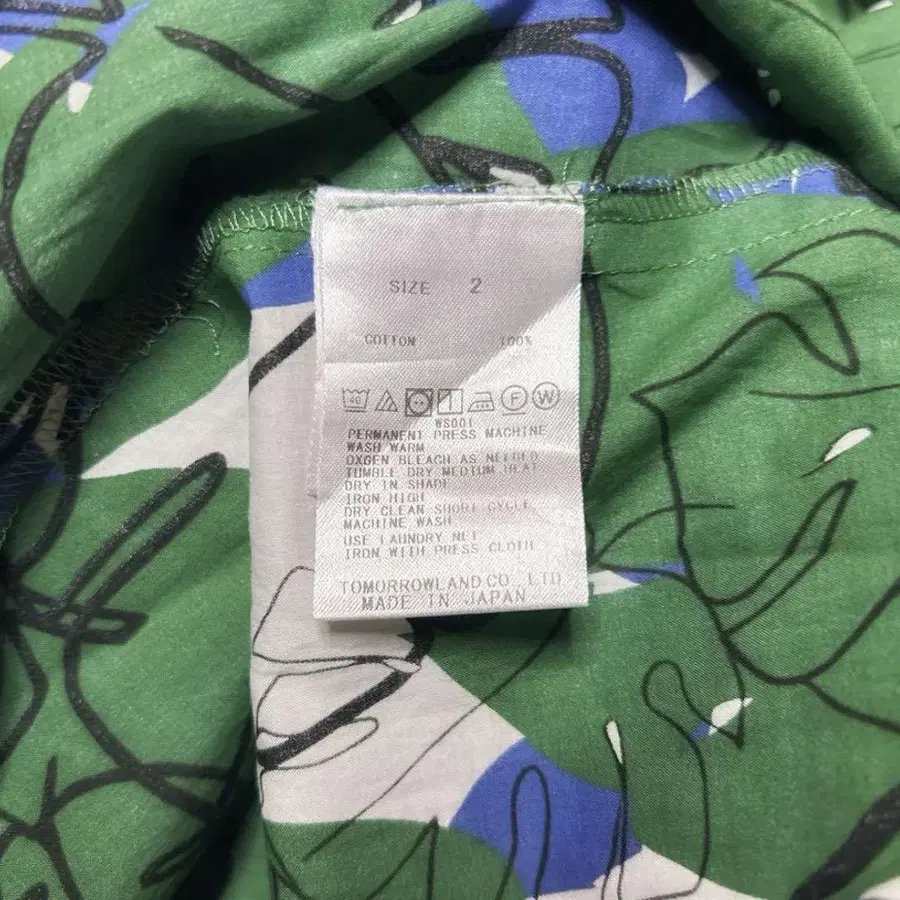 SIZE 2
COTTON 100%
40 F W
WS001
PERMANENT PRESS MACHINE
WASH WARM
OXGEN BLEACH AS NEEDED
TUMBLE DRY MEDIUM HEAT
DRY IN SHADE
IRON HIGH
DRY CLEAN SHORT CYCLE
MACHINE WASH
USE LAUNDRY NET
IRON WITH PRESS CLOTH
TOMORROWLAND CO., LTD
MADE IN JAPAN